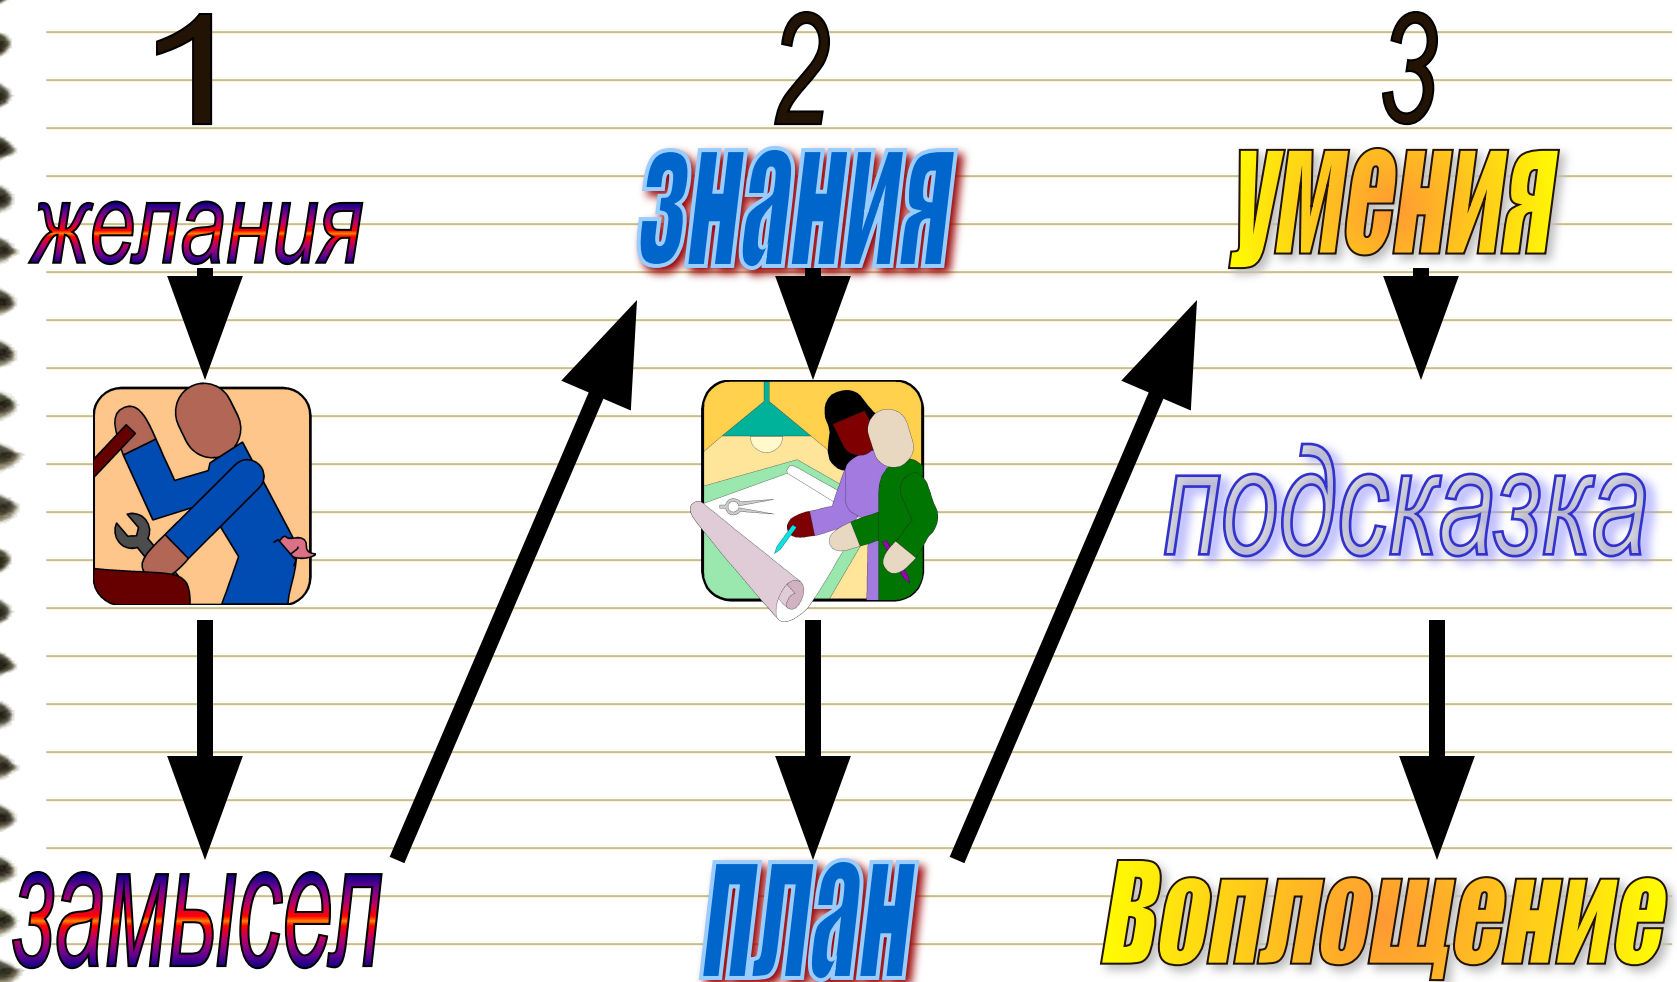 1
2
3
желания
знания
умения
подсказка
замысел
план
Воплощение